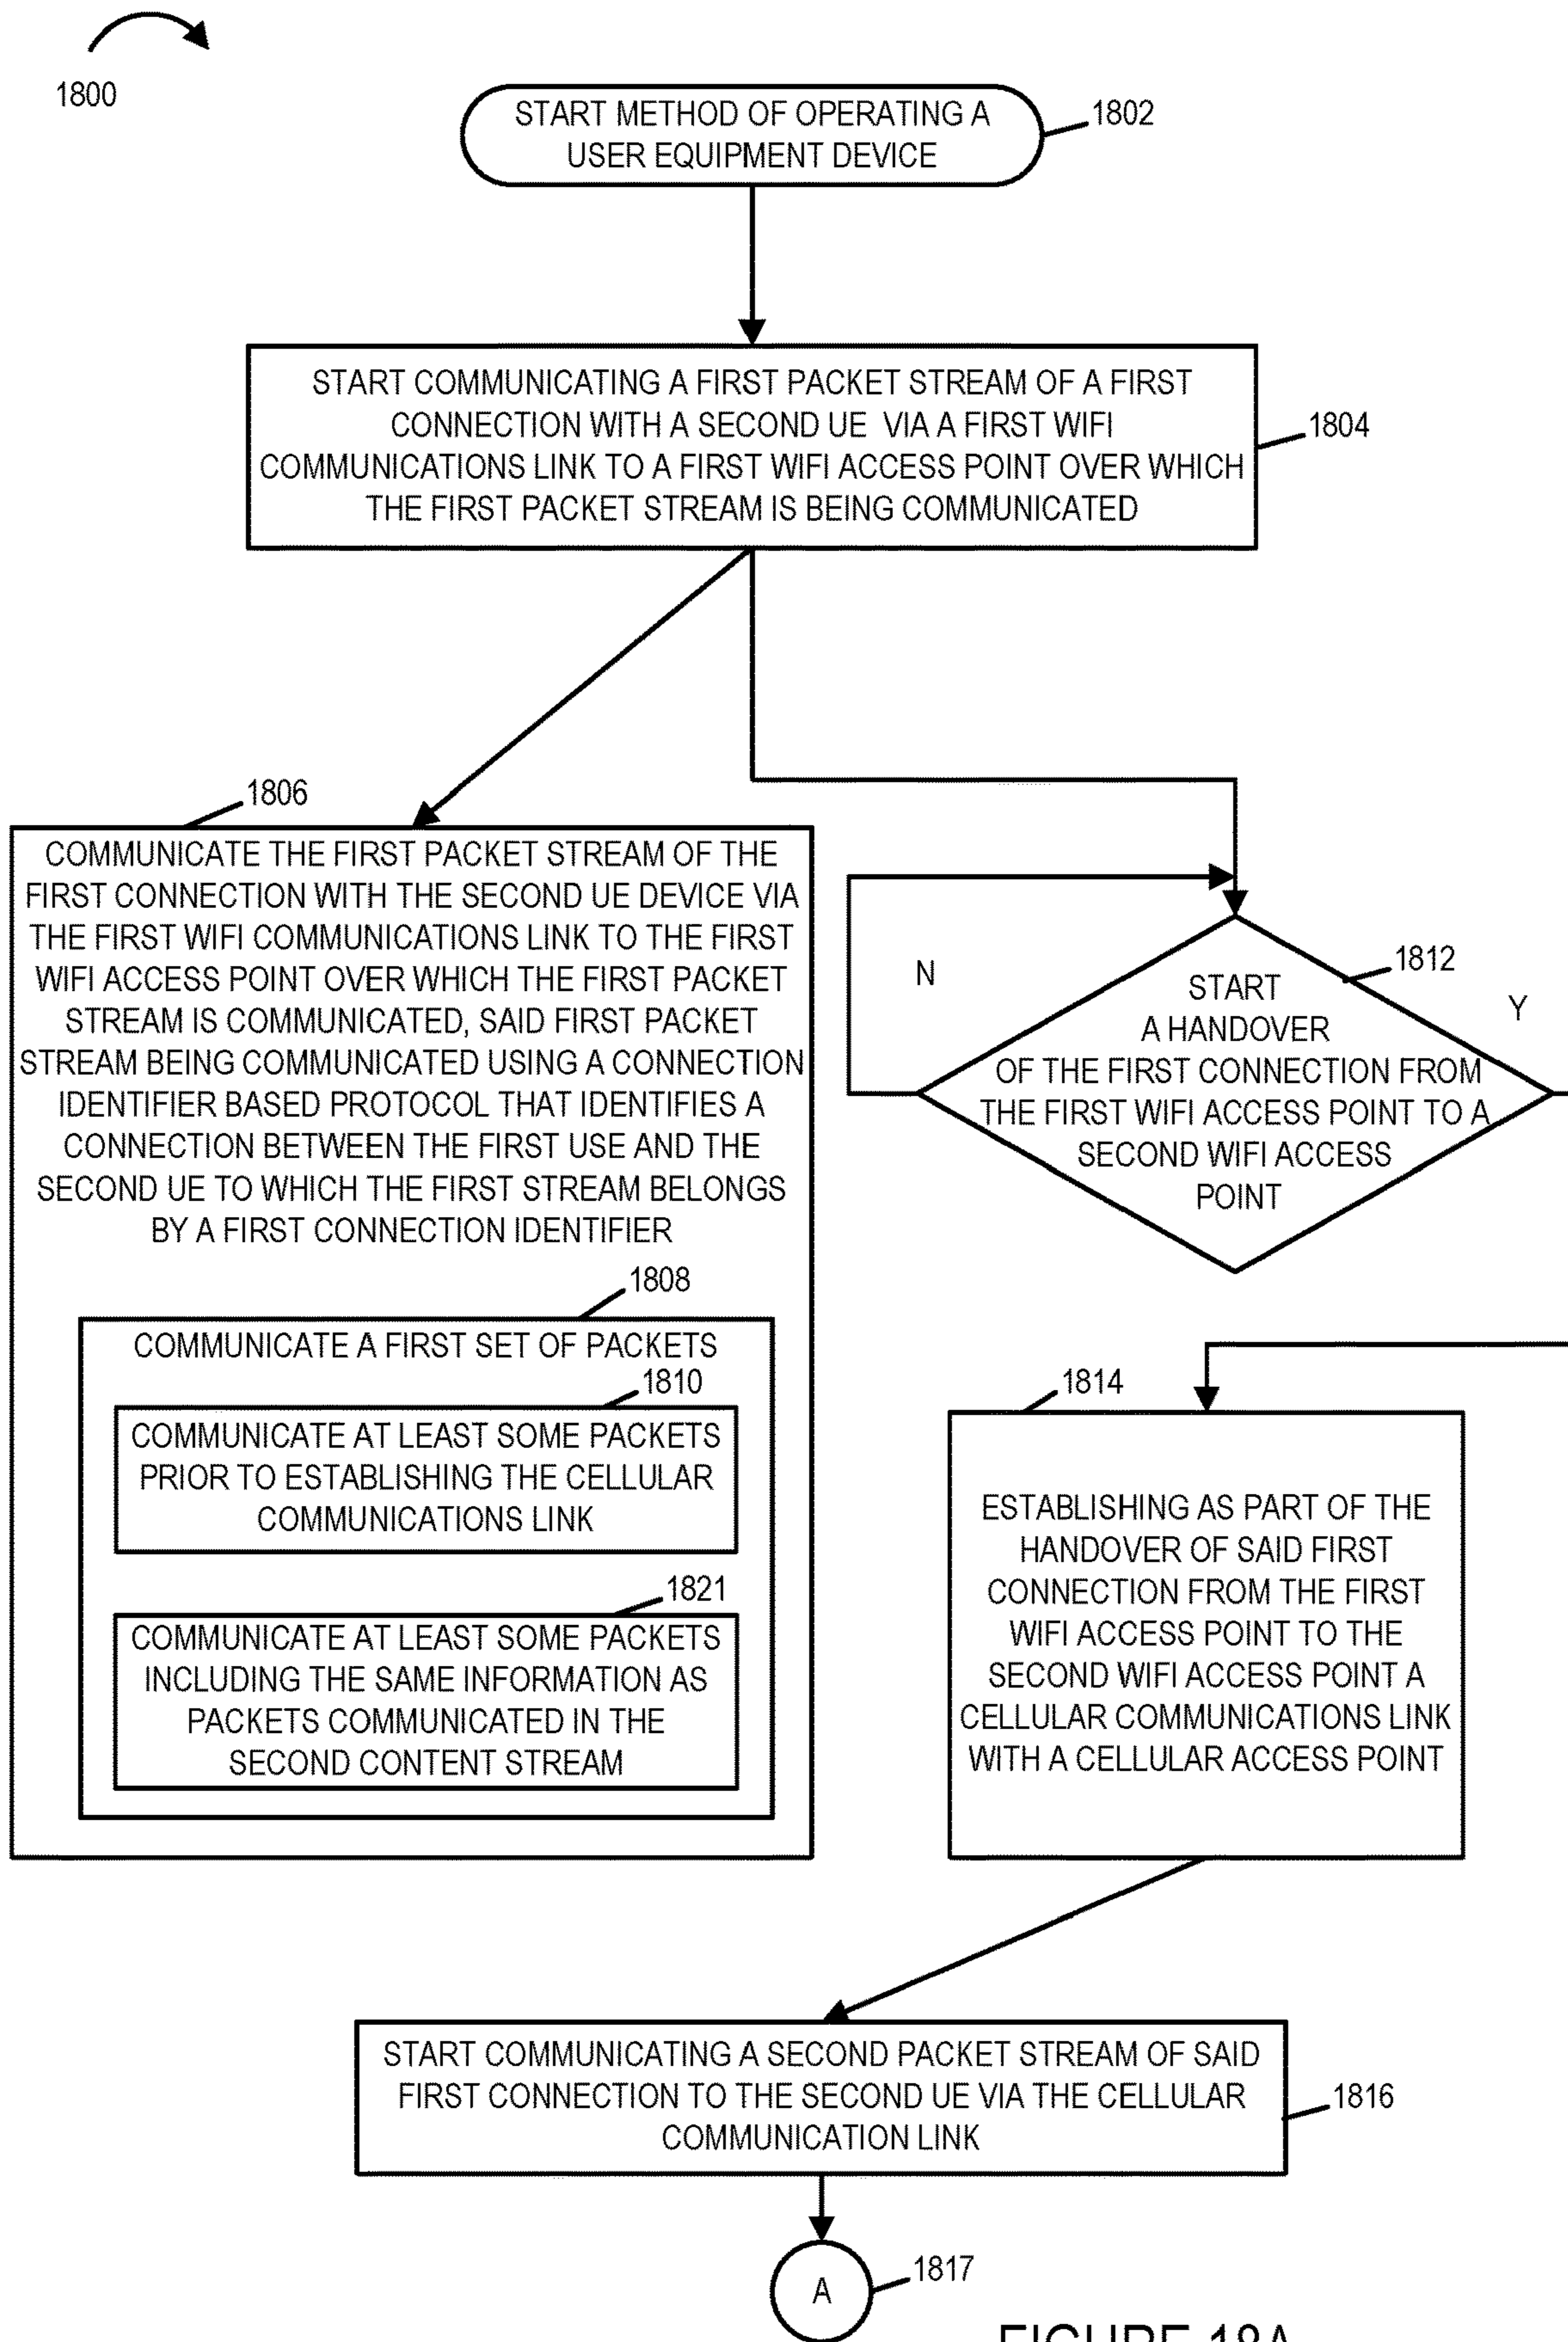 1800
START METHOD OF OPERATING A
USER EQUIPMENT DEVICE
1802
START COMMUNICATING A FIRST PACKET STREAM OF A FIRST
CONNECTION WITH A SECOND UE VIA A FIRST WIFI
COMMUNICATIONS LINK TO A FIRST WIFI ACCESS POINT OVER WHICH
THE FIRST PACKET STREAM IS BEING COMMUNICATED
1804
1806
COMMUNICATE THE FIRST PACKET STREAM OF THE
FIRST CONNECTION WITH THE SECOND UE DEVICE VIA
THE FIRST WIFI COMMUNICATIONS LINK TO THE FIRST
WIFI ACCESS POINT OVER WHICH THE FIRST PACKET
STREAM IS COMMUNICATED, SAID FIRST PACKET
STREAM BEING COMMUNICATED USING A CONNECTION
IDENTIFIER BASED PROTOCOL THAT IDENTIFIES A
CONNECTION BETWEEN THE FIRST USE AND THE
SECOND UE TO WHICH THE FIRST STREAM BELONGS
BY A FIRST CONNECTION IDENTIFIER
1808
COMMUNICATE A FIRST SET OF PACKETS
1810
COMMUNICATE AT LEAST SOME PACKETS
PRIOR TO ESTABLISHING THE CELLULAR
COMMUNICATIONS LINK
1821
COMMUNICATE AT LEAST SOME PACKETS
INCLUDING THE SAME INFORMATION AS
PACKETS COMMUNICATED IN THE
SECOND CONTENT STREAM
N
1812
Y
START
A HANDOVER
OF THE FIRST CONNECTION FROM
THE FIRST WIFI ACCESS POINT TO A
SECOND WIFI ACCESS
POINT
1814
ESTABLISHING AS PART OF THE
HANDOVER OF SAID FIRST
CONNECTION FROM THE FIRST
WIFI ACCESS POINT TO THE
SECOND WIFI ACCESS POINT A
CELLULAR COMMUNICATIONS LINK
WITH A CELLULAR ACCESS POINT
START COMMUNICATING A SECOND PACKET STREAM OF SAID
FIRST CONNECTION TO THE SECOND UE VIA THE CELLULAR
COMMUNICATION LINK
1816
A
1817
FIGURE 18A